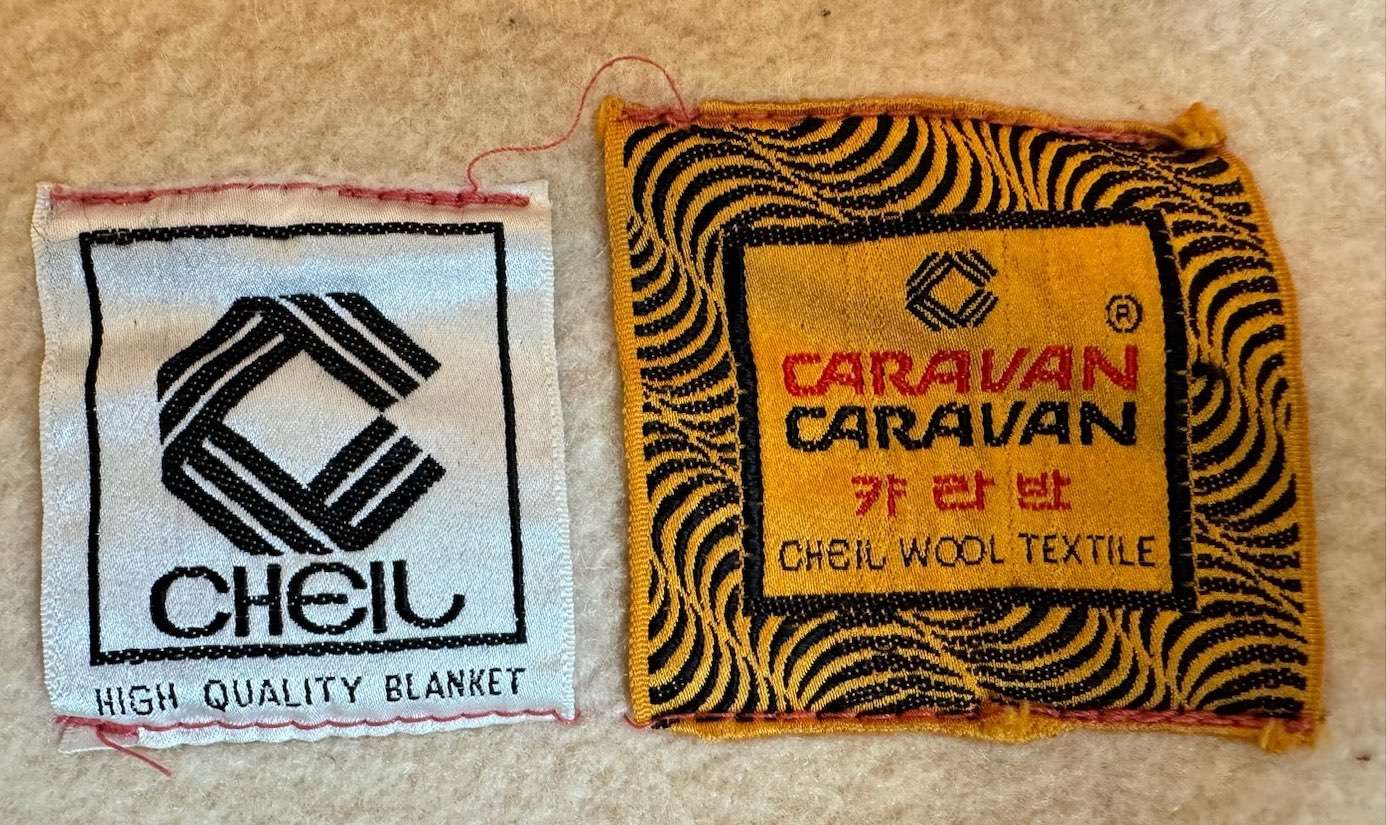 CHEIL
HIGH QUALITY BLANKET
®
CARAVAN
CARAVAN
카라반
CHEIL WOOL TEXTILE